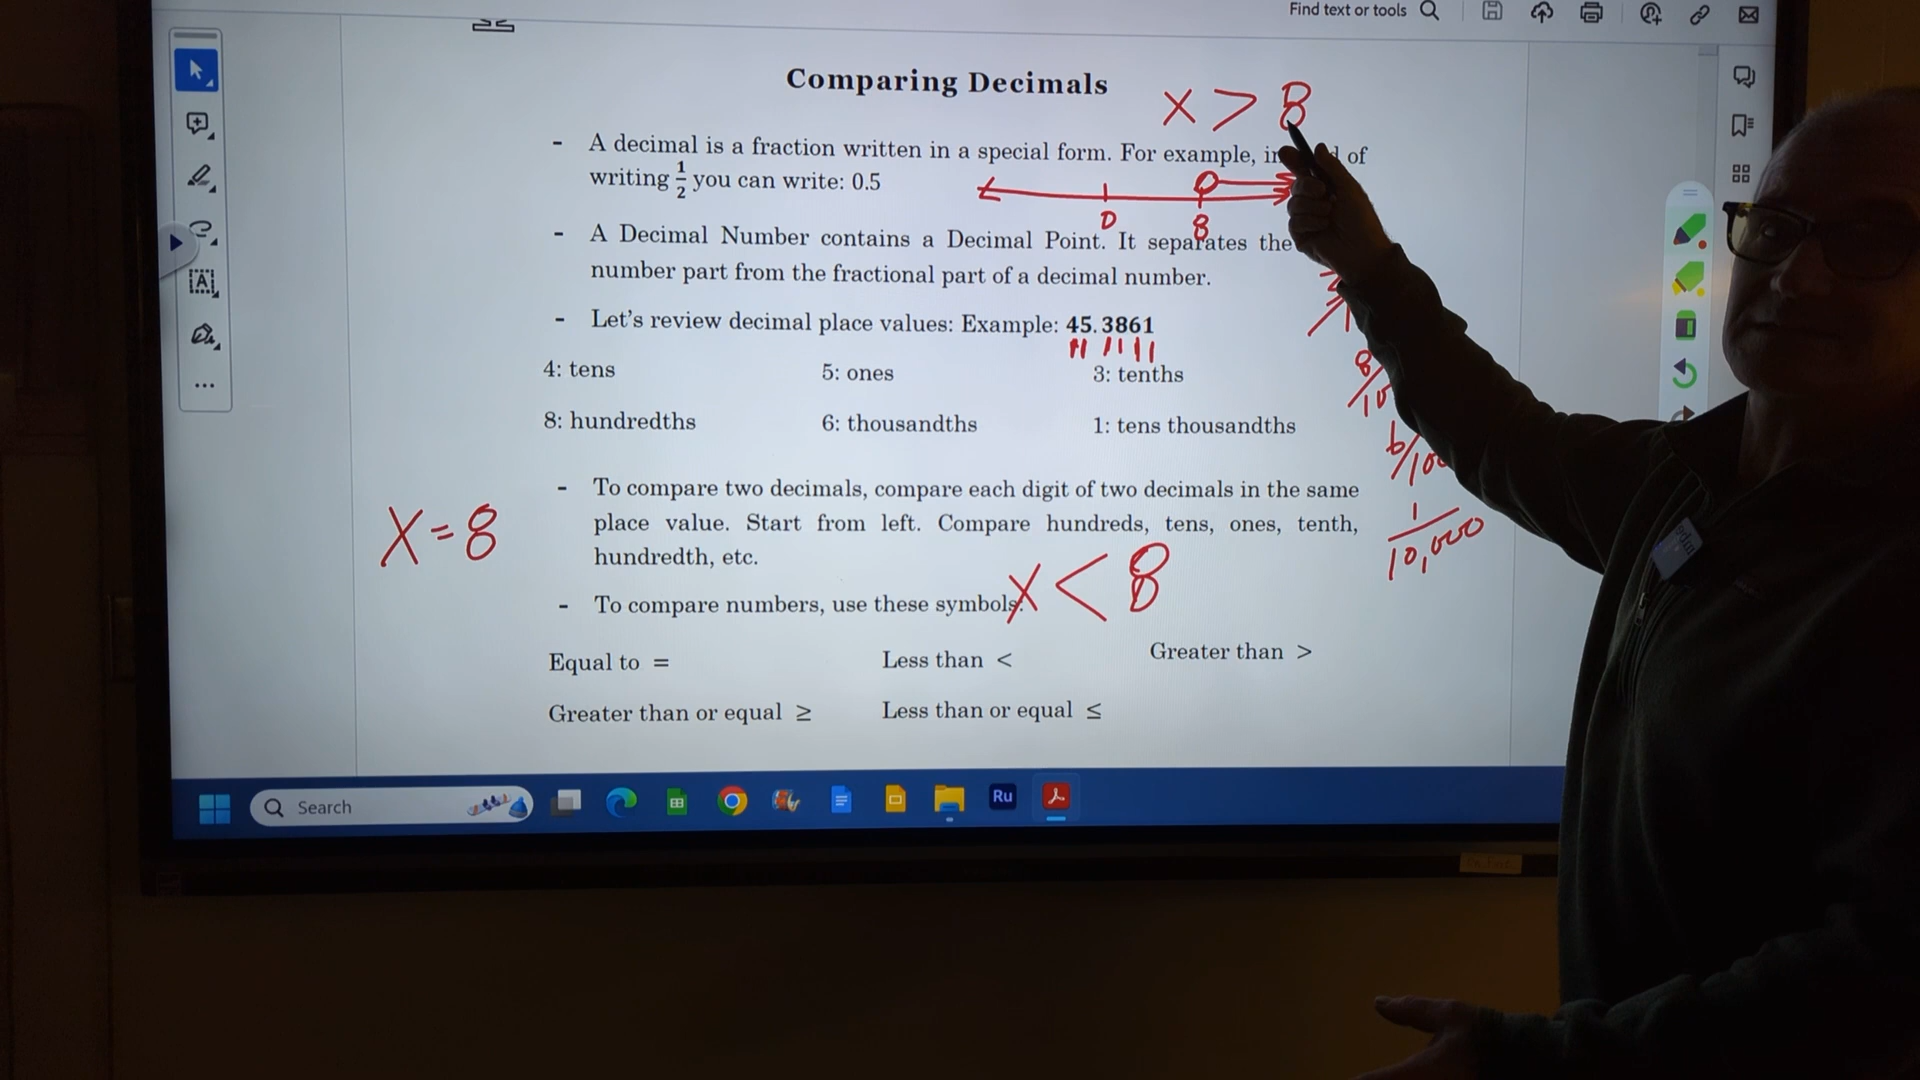 Find text or tools
Comparing Decimals
x > 8
- A decimal is a fraction written in a special form. For example, in d of
writing 1/2 you can write: 0.5
0 8
- A Decimal Number contains a Decimal Point. It separates the
number part from the fractional part of a decimal number.
- Let's review decimal place values: Example: 45.3861
4: tens 5: ones 3: tenths
8/10
8: hundredths 6: thousandths 1: tens thousandths
6/100
- To compare two decimals, compare each digit of two decimals in the same
place value. Start from left. Compare hundreds, tens, ones, tenth,
hundredth, etc.
1/10,000
X=8
x < 8
- To compare numbers, use these symbols:
Equal to = Less than < Greater than >
Greater than or equal ≥ Less than or equal ≤
Search
Ru